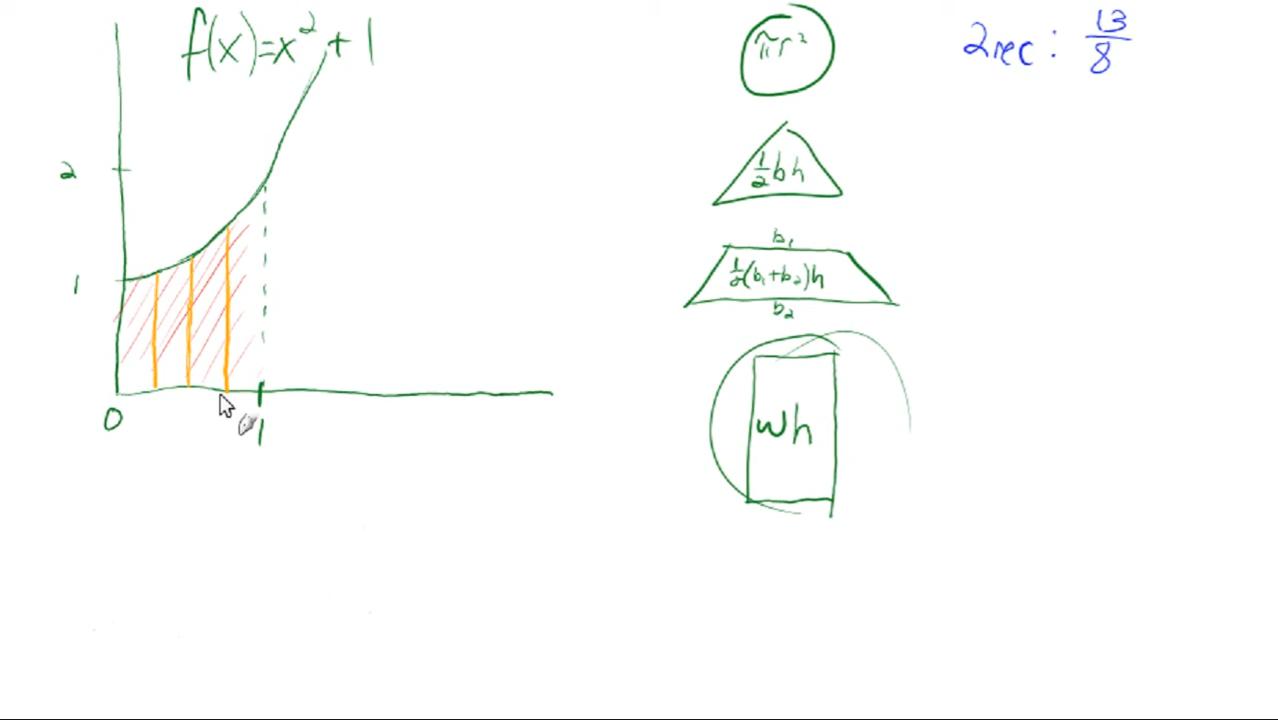 f(x)=x²+1
2
1
0
1
πr²
½bh
b₁
½(b₁+b₂)h
b₂
wh
2rec: 13/8